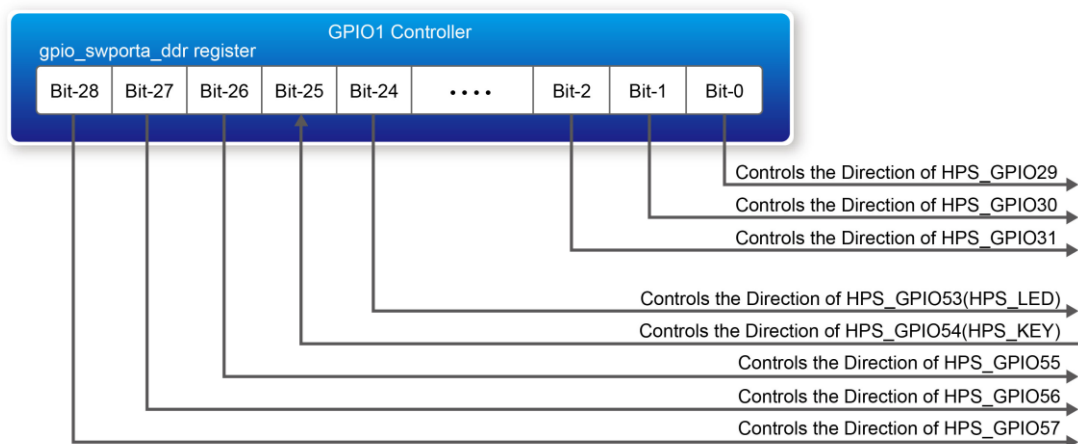 GPIO1 Controller
gpio_swporta_ddr register
Bit-28 Bit-27 Bit-26 Bit-25 Bit-24 •••• Bit-2 Bit-1 Bit-0
Controls the Direction of HPS_GPIO29
Controls the Direction of HPS_GPIO30
Controls the Direction of HPS_GPIO31
Controls the Direction of HPS_GPIO53(HPS_LED)
Controls the Direction of HPS_GPIO54(HPS_KEY)
Controls the Direction of HPS_GPIO55
Controls the Direction of HPS_GPIO56
Controls the Direction of HPS_GPIO57